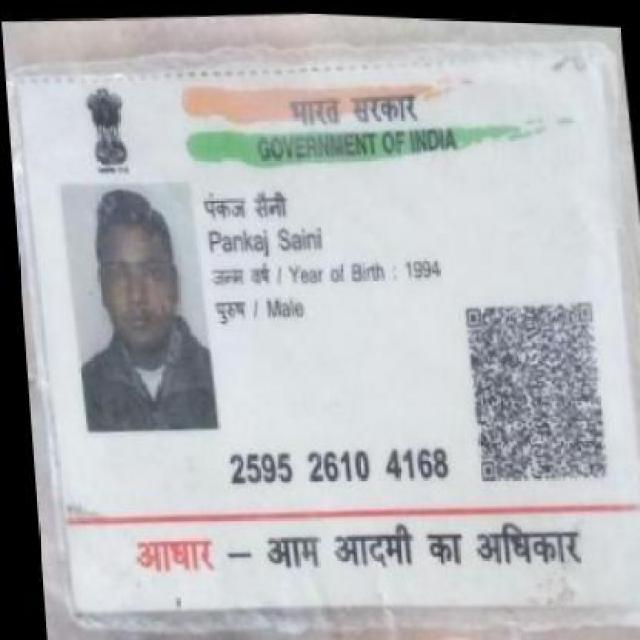 भारत सरकार
GOVERNMENT OF INDIA
पंकज सैनी
Pankaj Saini
जन्म वर्ष / Year of Birth : 1994
पुरुष / Male
2595 2610 4168
आधार – आम आदमी का अधिकार